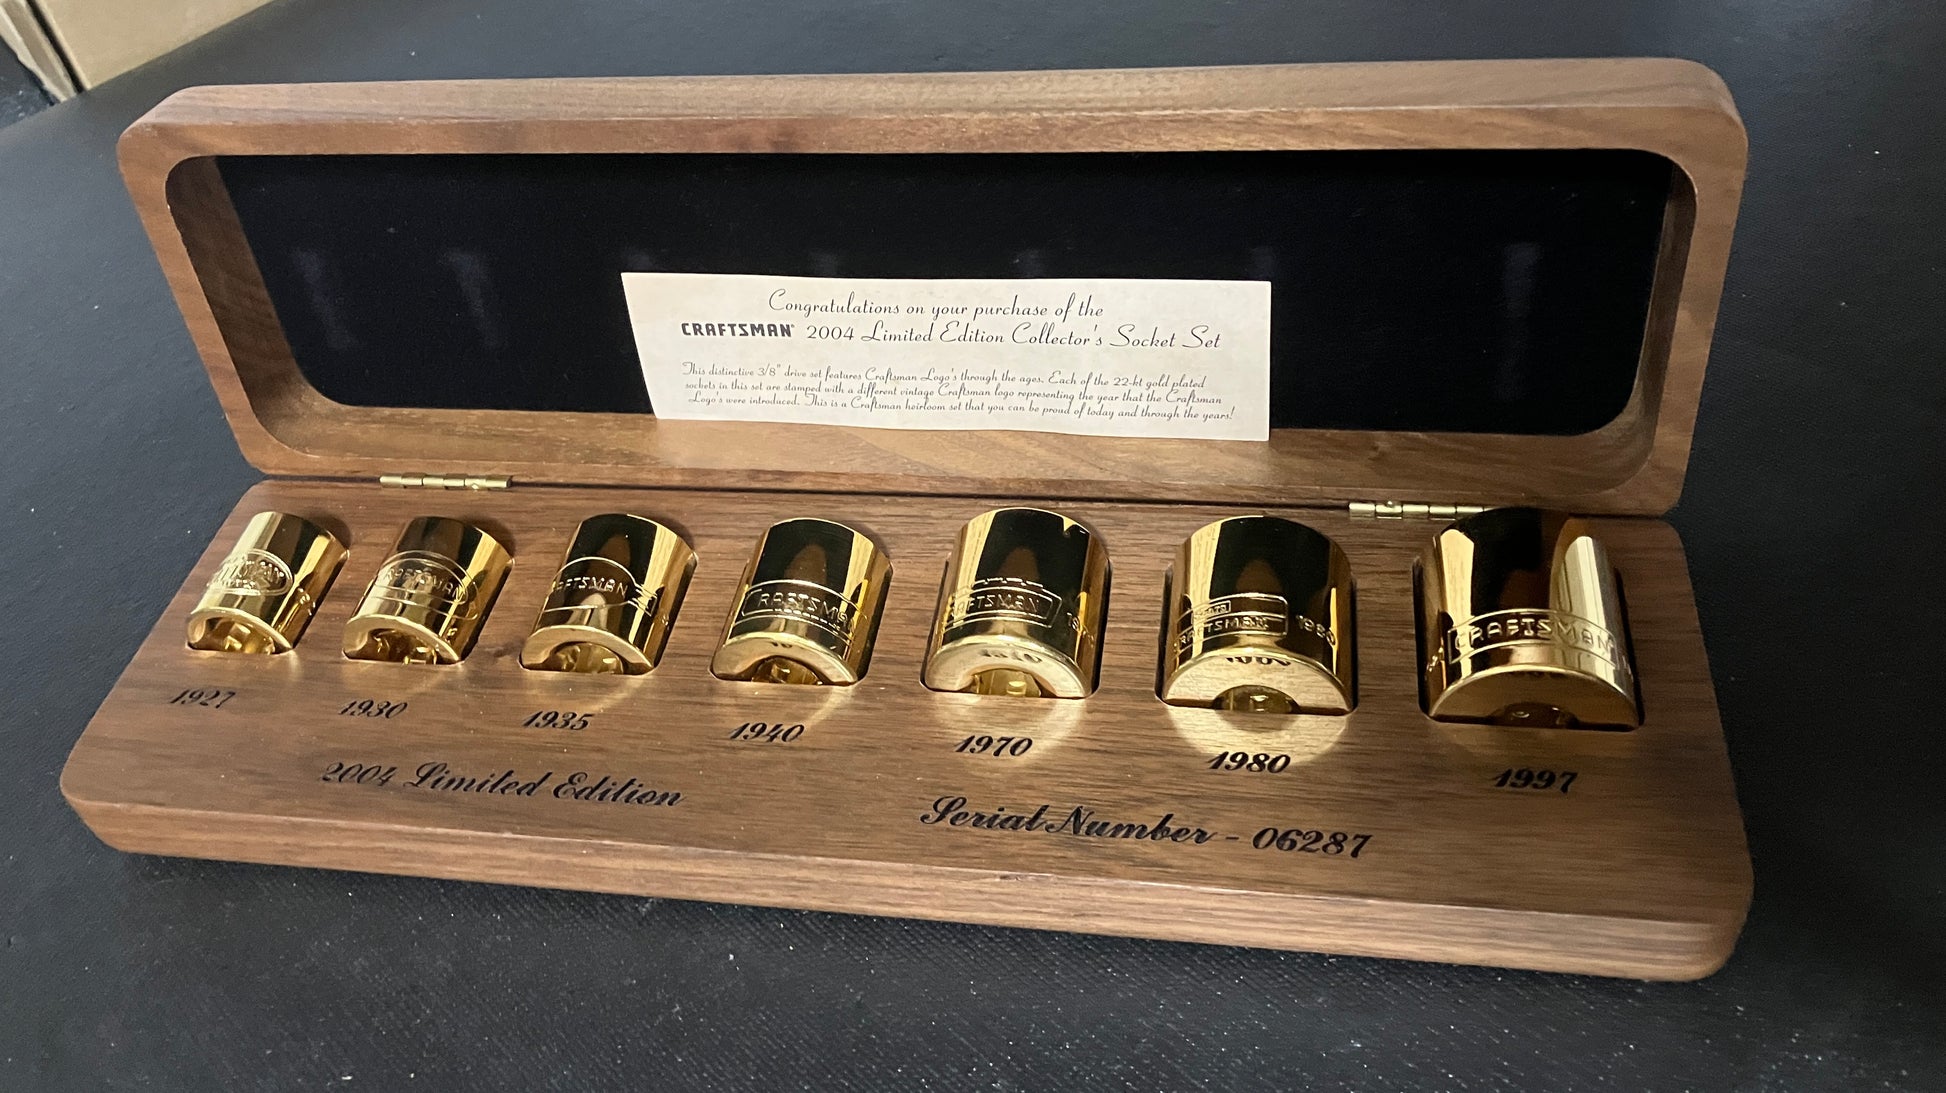 Congratulations on your purchase of the
CRAFTSMAN® 2004 Limited Edition Collector's Socket Set
This distinctive 3/8" drive set features Craftsman Logo's through the ages. Each of the 22-kt gold plated
sockets in this set are stamped with a different vintage Craftsman logo representing the year that the Craftsman
Logo's were introduced. This is a Craftsman heirloom set that you can be proud of today and through the years!
CRAFTSMAN
CRAFTSMAN 1980
CRAFTSMAN
1927 1930 1935 1940 1970 1980 1997
2004 Limited Edition
Serial Number - 06287